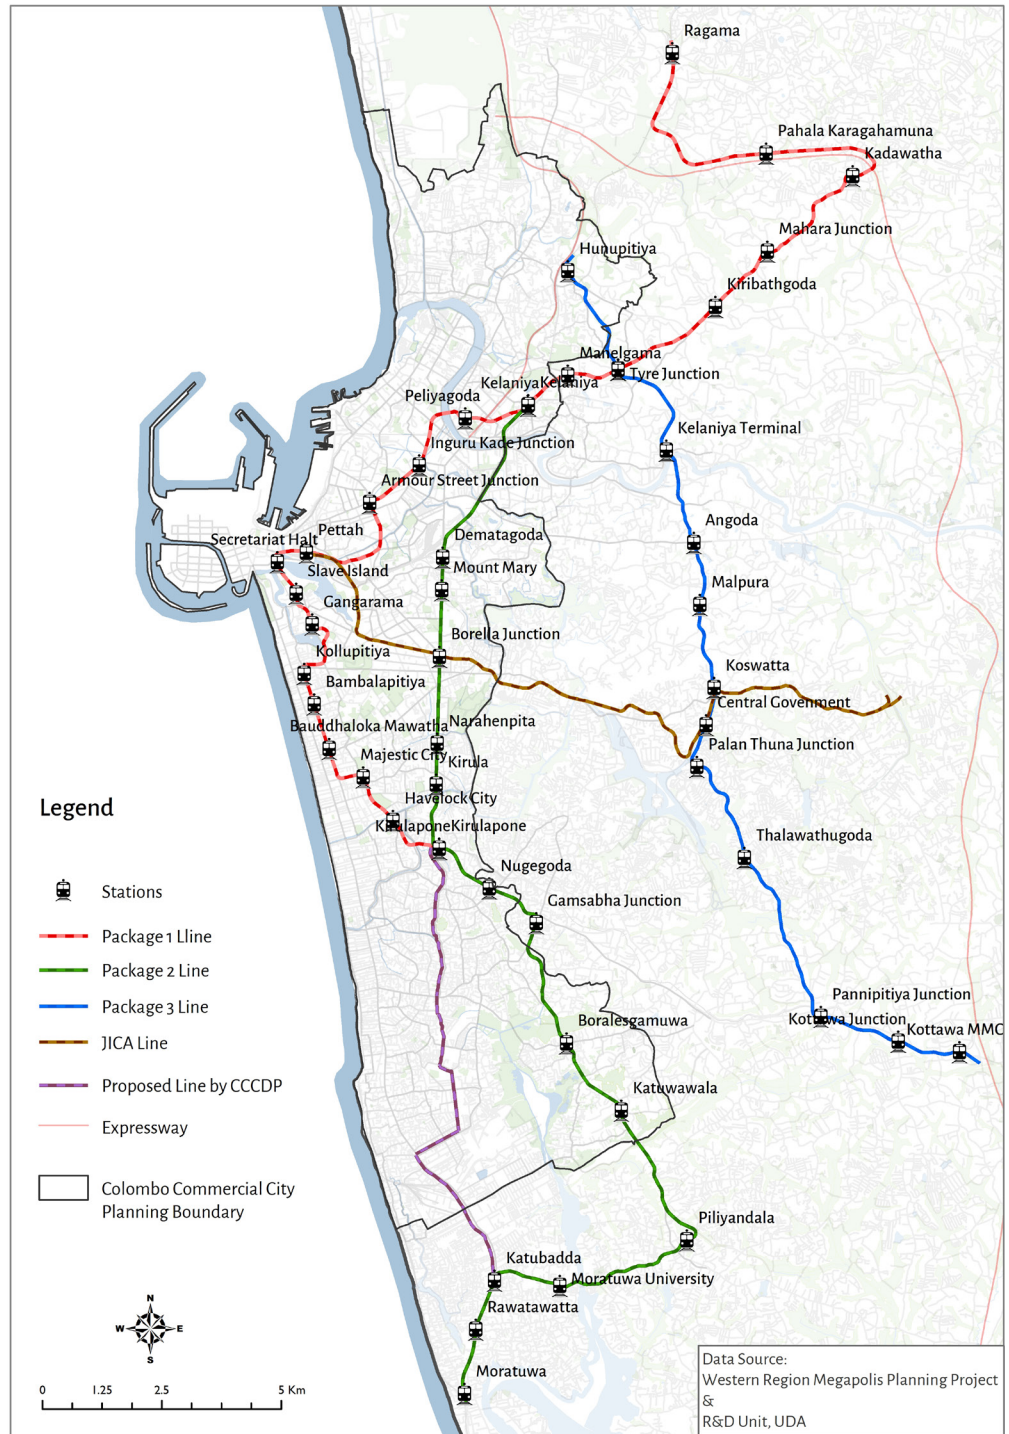 Ragama
Pahala Karagahamuna
Kadawatha
Mahara Junction
Hunupitiya
Kiribathgoda
Manelgama
Tyre Junction
KelaniyaKelaniya
Peliyagoda
Kelaniya Terminal
Inguru Kade Junction
Armour Street Junction
Angoda
Pettah
Dematagoda
Secretariat Halt
Mount Mary
Slave Island
Malpura
Gangarama
Borella Junction
Kollupitiya
Koswatta
Bambalapitiya
Central Govenment
Bauddhaloka Mawatha
Narahenpita
Palan Thuna Junction
Majestic City
Kirula
Havelock City
KirulaponeKirulapone
Thalawathugoda
Nugegoda
Gamsabha Junction
Pannipitiya Junction
Kottawa Junction
Kottawa MMC
Boralesgamuwa
Katuwawala
Piliyandala
Katubadda
Moratuwa University
Rawatawatta
Moratuwa
Legend
Stations
Package 1 Lline
Package 2 Line
Package 3 Line
JICA Line
Proposed Line by CCCDP
Expressway
Colombo Commercial City
Planning Boundary
N
W E
S
0 1.25 2.5 5 Km
Data Source:
Western Region Megapolis Planning Project
&
R&D Unit, UDA